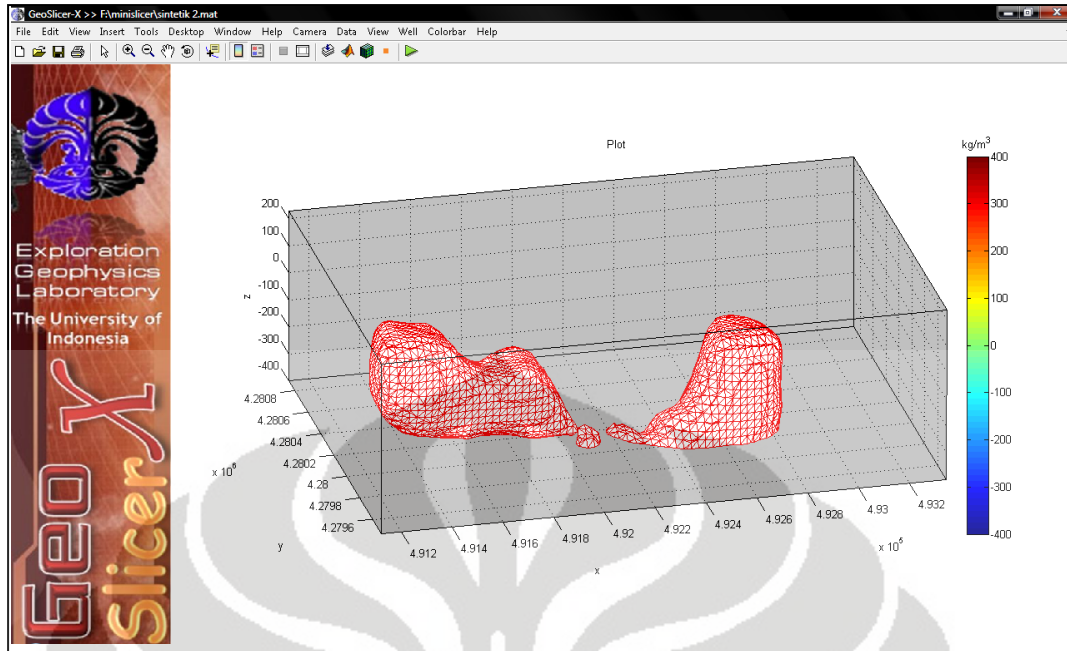 GeoSlicer-X >> F:\minislicer\sintetik 2.mat
File Edit View Insert Tools Desktop Window Help Camera Data View Well Colorbar Help
Exploration
Geophysics
Laboratory
The University of
Indonesia
Geo X
Slicer
Plot
kg/m³
z
200
100
0
-100
-200
-300
-400
4.2808
4.2806
4.2804
4.2802
4.28
4.2798
4.2796
x 10⁶
y
4.912
4.914
4.916
4.918
4.92
4.922
4.924
4.926
4.928
4.93
4.932
x 10⁵
x
400
300
200
100
0
-100
-200
-300
-400